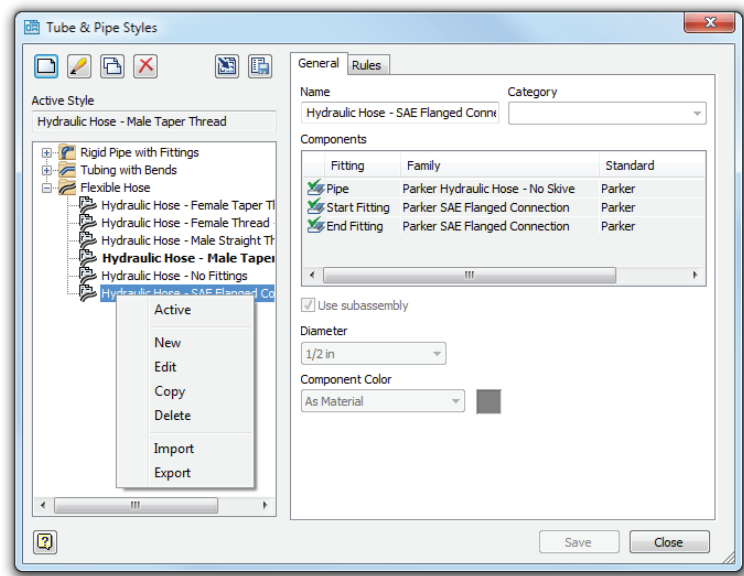 Tube & Pipe Styles
Active Style
Hydraulic Hose - Male Taper Thread
Rigid Pipe with Fittings
Tubing with Bends
Flexible Hose
Hydraulic Hose - Female Taper Tl
Hydraulic Hose - Female Thread
Hydraulic Hose - Male Straight Th
Hydraulic Hose - Male Taper
Hydraulic Hose - No Fittings
Hydraulic Hose - SAE Flanged Co
Active
New
Edit
Copy
Delete
Import
Export
General Rules
Name Category
Hydraulic Hose - SAE Flanged Conne
Components
Fitting Family Standard
Pipe Parker Hydraulic Hose - No Skive Parker
Start Fitting Parker SAE Flanged Connection Parker
End Fitting Parker SAE Flanged Connection Parker
Use subassembly
Diameter
1/2 in
Component Color
As Material
Save Close